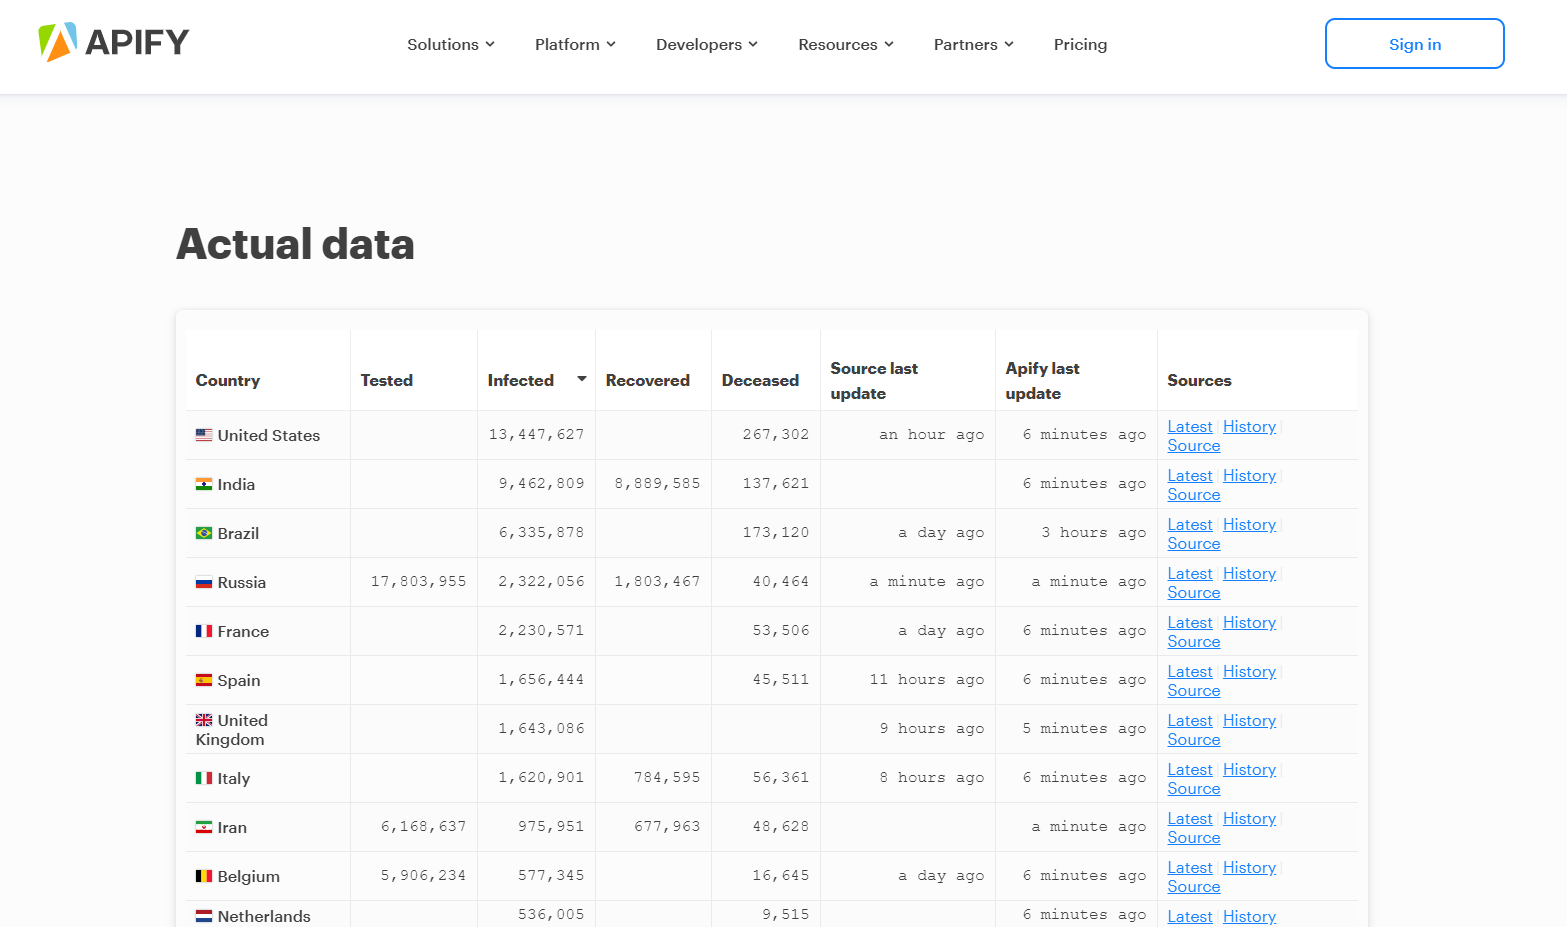 APIFY
Solutions Platform Developers Resources Partners Pricing Sign in
Actual data
Country Tested Infected Recovered Deceased Source last update Apify last update Sources
United States 13,447,627 267,302 an hour ago 6 minutes ago Latest | History |
Source
India 9,462,809 8,889,585 137,621 6 minutes ago Latest | History |
Source
Brazil 6,335,878 173,120 a day ago 3 hours ago Latest | History |
Source
Russia 17,803,955 2,322,056 1,803,467 40,464 a minute ago a minute ago Latest | History |
Source
France 2,230,571 53,506 a day ago 6 minutes ago Latest | History |
Source
Spain 1,656,444 45,511 11 hours ago 6 minutes ago Latest | History |
Source
United Kingdom 1,643,086 9 hours ago 5 minutes ago Latest | History |
Source
Italy 1,620,901 784,595 56,361 8 hours ago 6 minutes ago Latest | History |
Source
Iran 6,168,637 975,951 677,963 48,628 a minute ago Latest | History |
Source
Belgium 5,906,234 577,345 16,645 a day ago 6 minutes ago Latest | History |
Source
Netherlands 536,005 9,515 6 minutes ago Latest | History